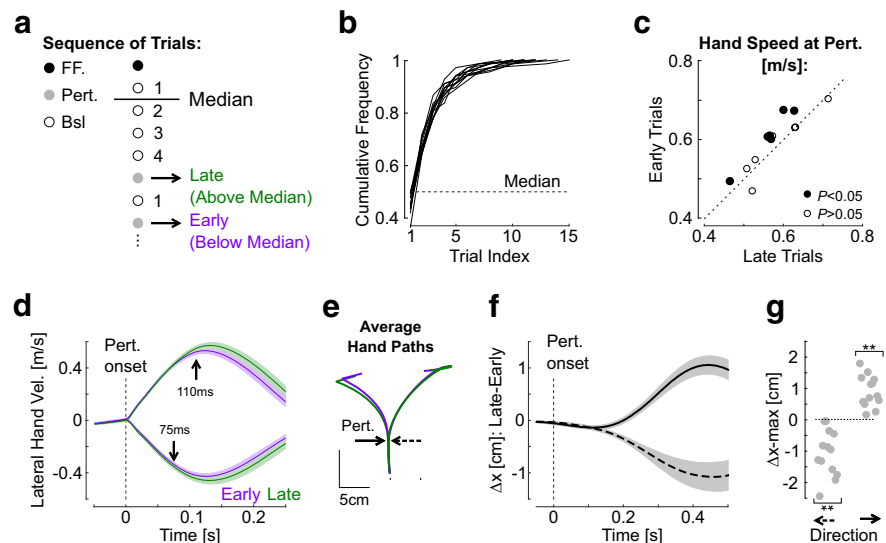 a
Sequence of Trials:
FF.
Pert.
Bsl
1
Median
2
3
4
Late
(Above Median)
1
Early
(Below Median)
b
Cumulative Frequency
1
0.8
0.6
0.4
Median
1
5
10
15
Trial Index
c
Hand Speed at Pert.
[m/s]:
Early Trials
0.8
0.6
0.4
P<0.05
P>0.05
0.4
0.6
0.8
Late Trials
d
Lateral Hand Vel. [m/s]
Pert.
onset
0.4
0
-0.4
110ms
75ms
Early Late
0
0.1
0.2
Time [s]
e
Average
Hand Paths
Pert.
5cm
f
Δx [cm]: Late-Early
Pert.
onset
1
0
-1
0
0.2
0.4
Time [s]
g
Δx-max [cm]
**
2
1
0
-1
-2
**
Direction